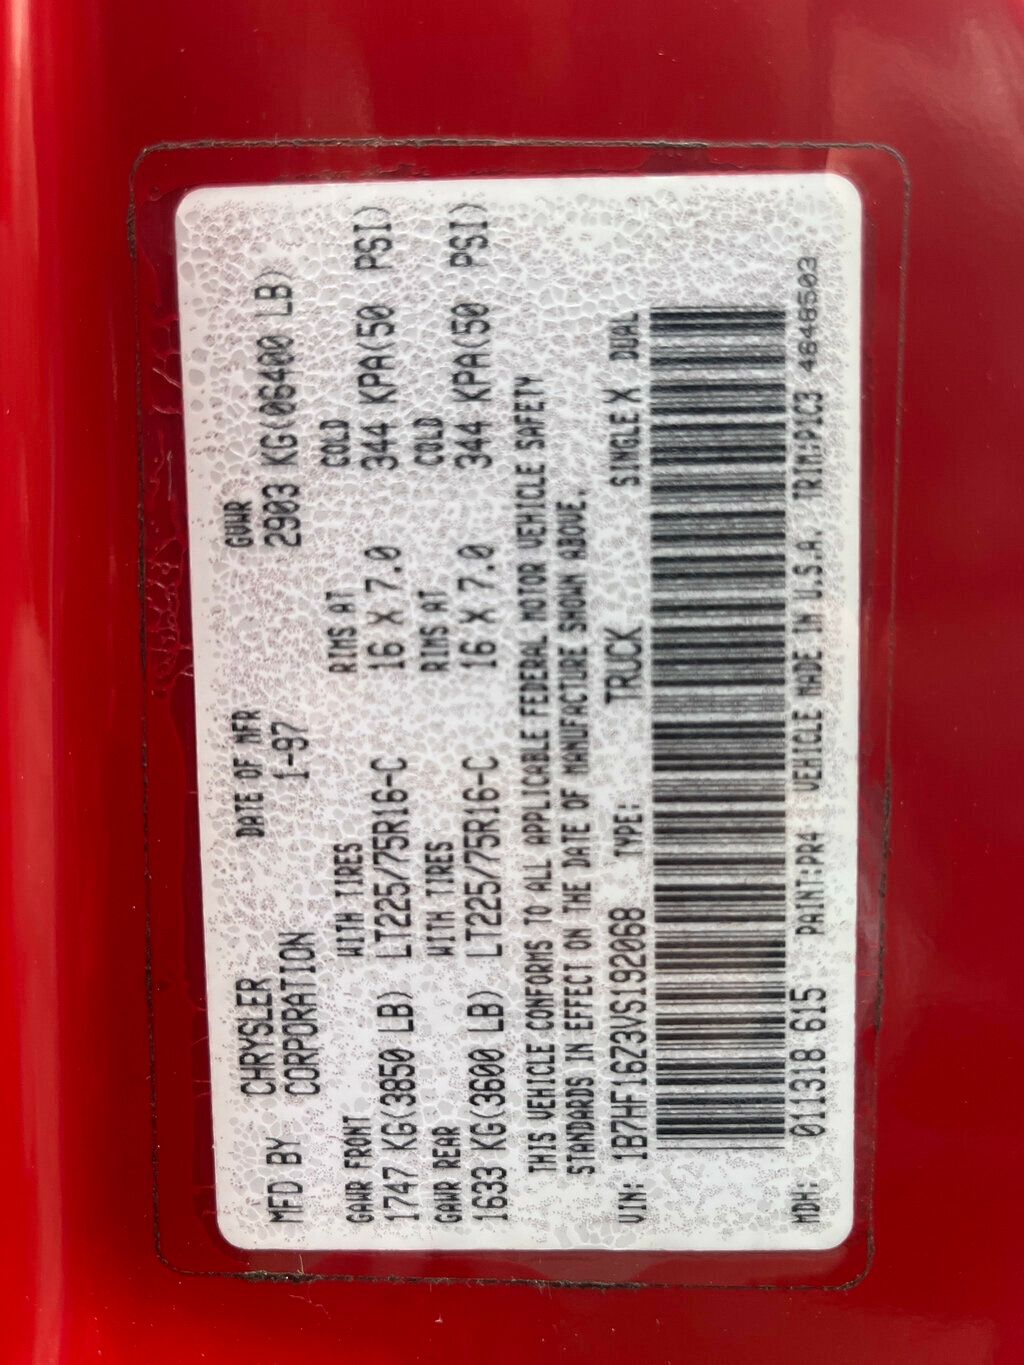 MFD BY CHRYSLER CORPORATION DATE OF MFR 1-97 GVWR 2903 KG(06400 LB)
GAWR FRONT WITH TIRES RIMS AT COLD
1747 KG(3850 LB) LT225/75R16-C 16 X 7.0 344 KPA(50 PSI)
GAWR REAR WITH TIRES RIMS AT COLD
1633 KG(3600 LB) LT225/75R16-C 16 X 7.0 344 KPA(50 PSI)
THIS VEHICLE CONFORMS TO ALL APPLICABLE FEDERAL MOTOR VEHICLE SAFETY
STANDARDS IN EFFECT ON THE DATE OF MANUFACTURE SHOWN ABOVE.
VIN: 1B7HF16Z3VS192068 TYPE: TRUCK SINGLE X DUAL
MDH: 011318 615 PAINT:PR4 VEHICLE MADE IN U.S.A. TRIM:P1C3 4648503